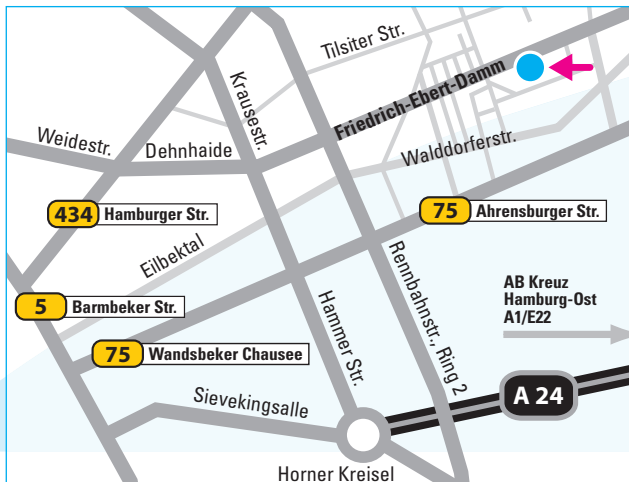 Tilsiter Str.
Krausestr.
Friedrich-Ebert-Damm
Weidestr.
Dehnhaide
Walddorferstr.
434 Hamburger Str.
75 Ahrensburger Str.
Eilbektal
Rennbahnstr., Ring 2
AB Kreuz
Hamburg-Ost
A1/E22
5 Barmbeker Str.
Hammer Str.
75 Wandsbeker Chausee
Sievekingsalle
A 24
Horner Kreisel